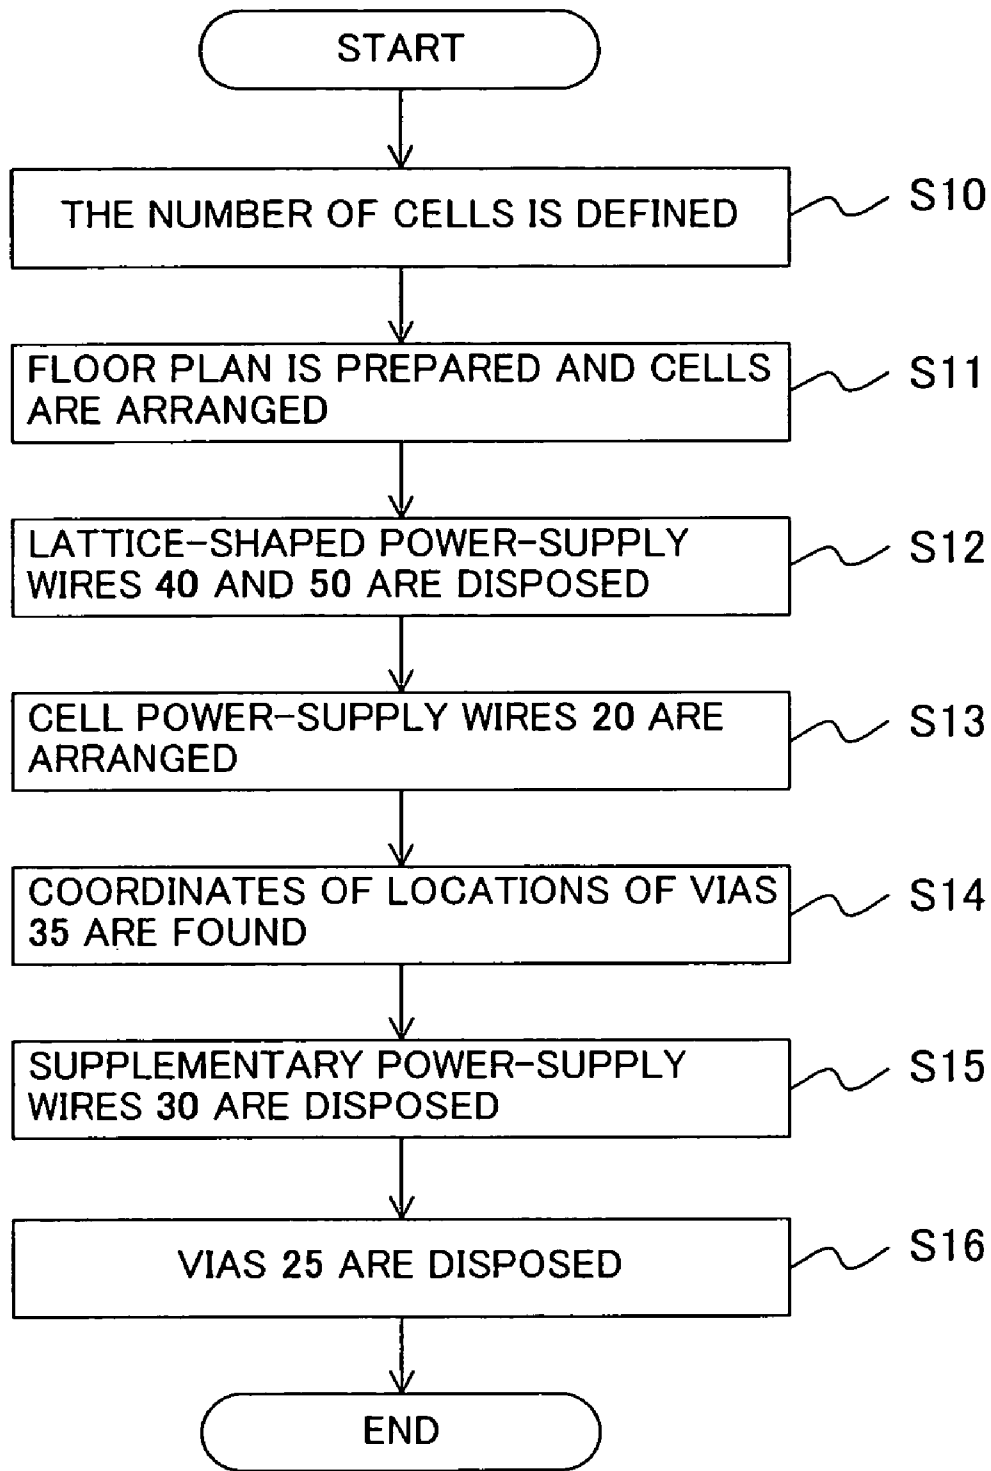 START
THE NUMBER OF CELLS IS DEFINED
S10
FLOOR PLAN IS PREPARED AND CELLS
ARE ARRANGED
S11
LATTICE-SHAPED POWER-SUPPLY
WIRES 40 AND 50 ARE DISPOSED
S12
CELL POWER-SUPPLY WIRES 20 ARE
ARRANGED
S13
COORDINATES OF LOCATIONS OF VIAS
35 ARE FOUND
S14
SUPPLEMENTARY POWER-SUPPLY
WIRES 30 ARE DISPOSED
S15
VIAS 25 ARE DISPOSED
S16
END